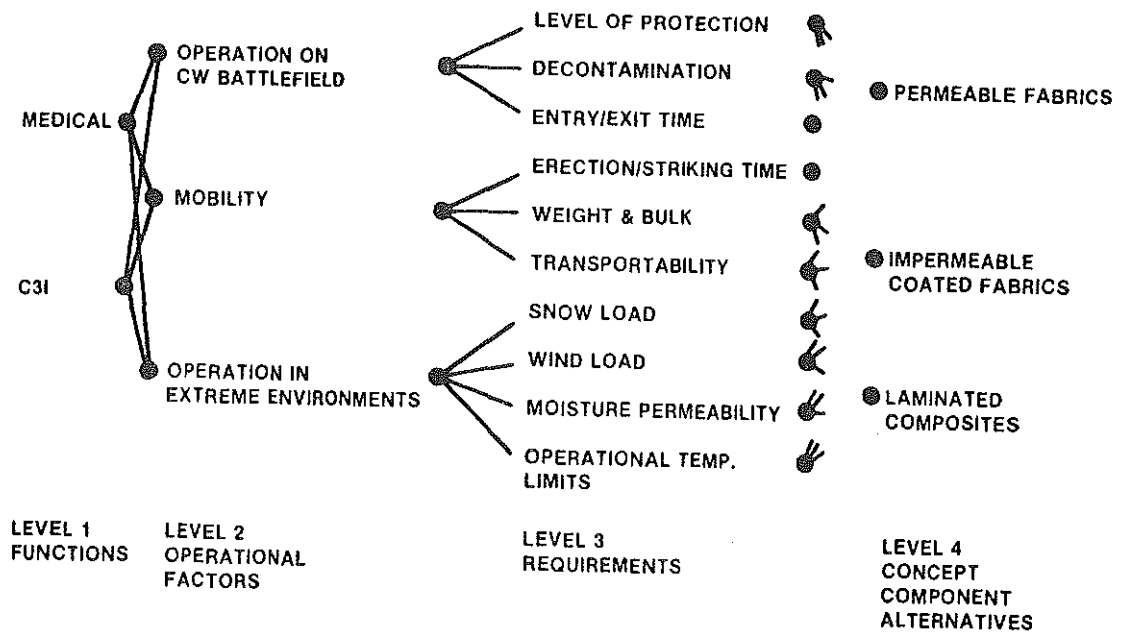 MEDICAL
C3I
OPERATION ON
CW BATTLEFIELD
MOBILITY
OPERATION IN
EXTREME ENVIRONMENTS
LEVEL OF PROTECTION
DECONTAMINATION
ENTRY/EXIT TIME
ERECTION/STRIKING TIME
WEIGHT & BULK
TRANSPORTABILITY
SNOW LOAD
WIND LOAD
MOISTURE PERMEABILITY
OPERATIONAL TEMP.
LIMITS
PERMEABLE FABRICS
IMPERMEABLE
COATED FABRICS
LAMINATED
COMPOSITES
LEVEL 1
FUNCTIONS
LEVEL 2
OPERATIONAL
FACTORS
LEVEL 3
REQUIREMENTS
LEVEL 4
CONCEPT
COMPONENT
ALTERNATIVES